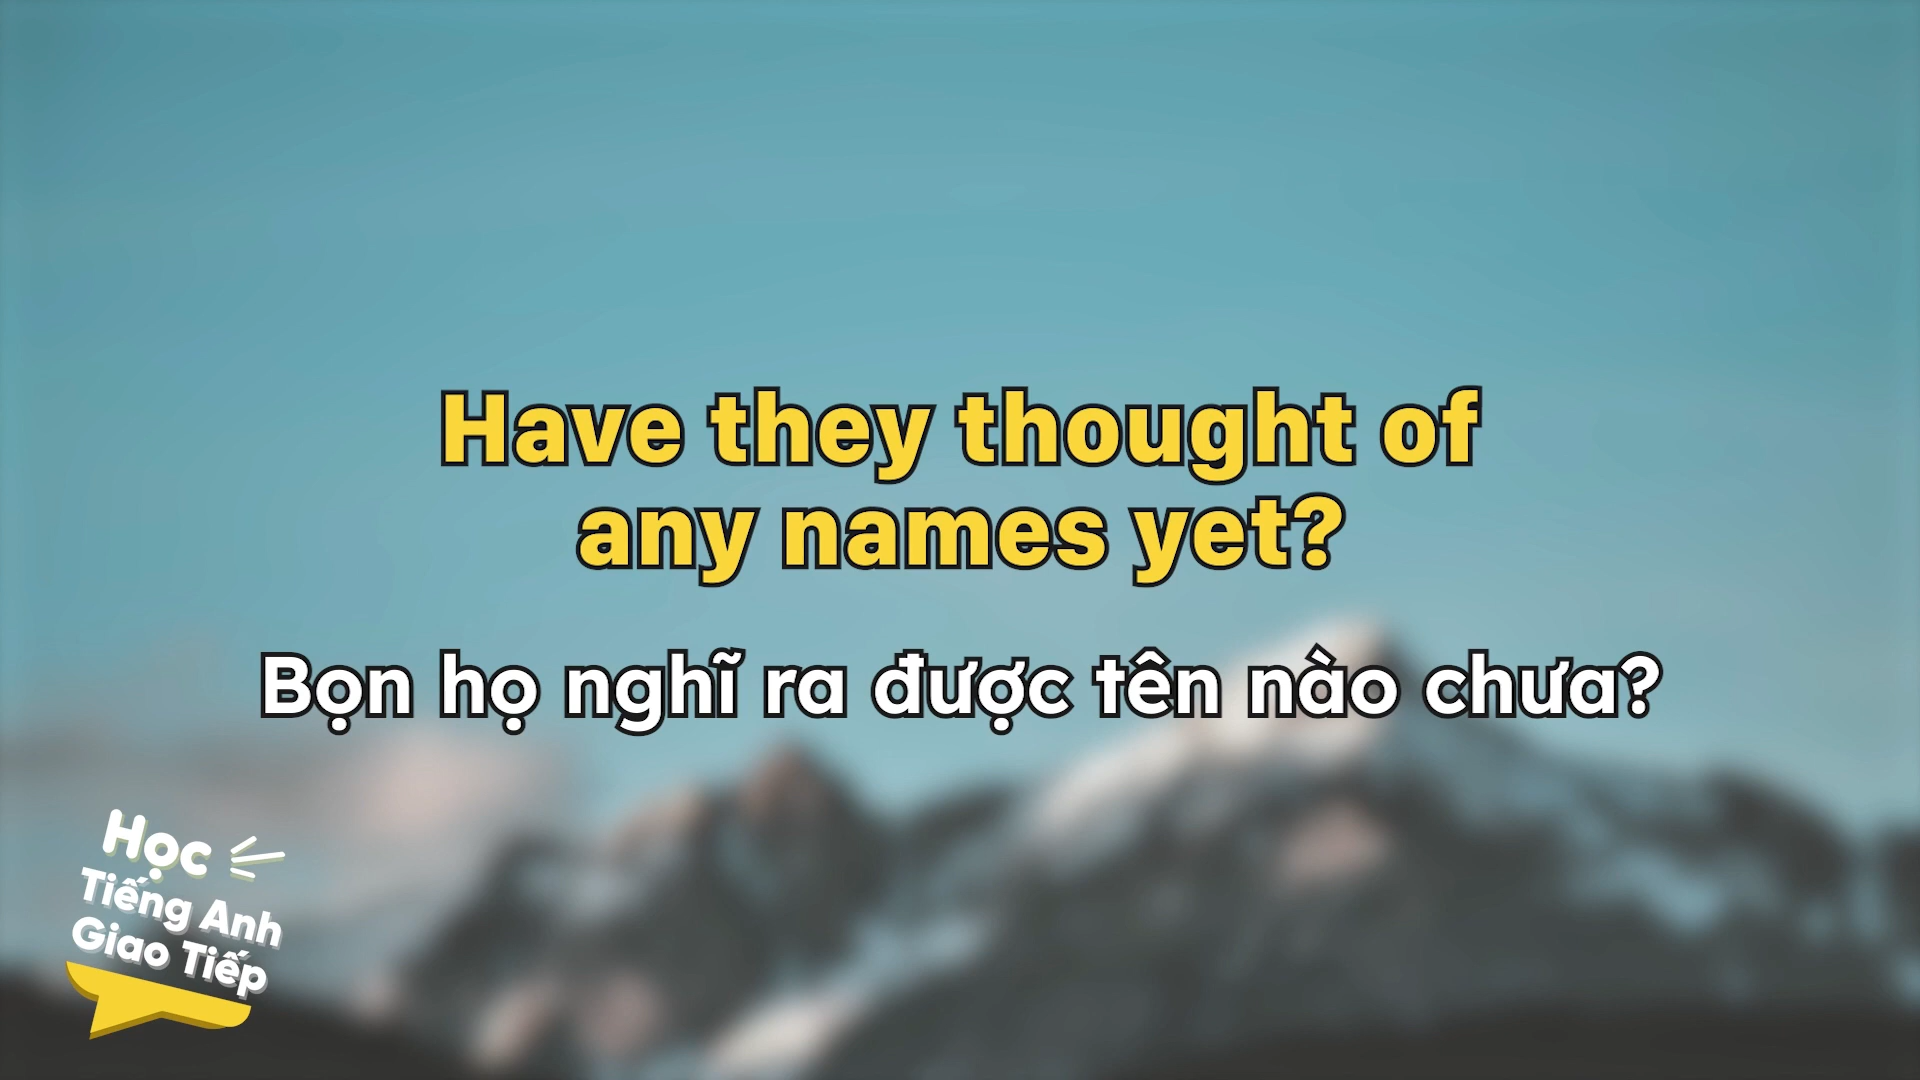 Have they thought of
any names yet?
Bọn họ nghĩ ra được tên nào chưa?
Học
Tiếng Anh
Giao Tiếp